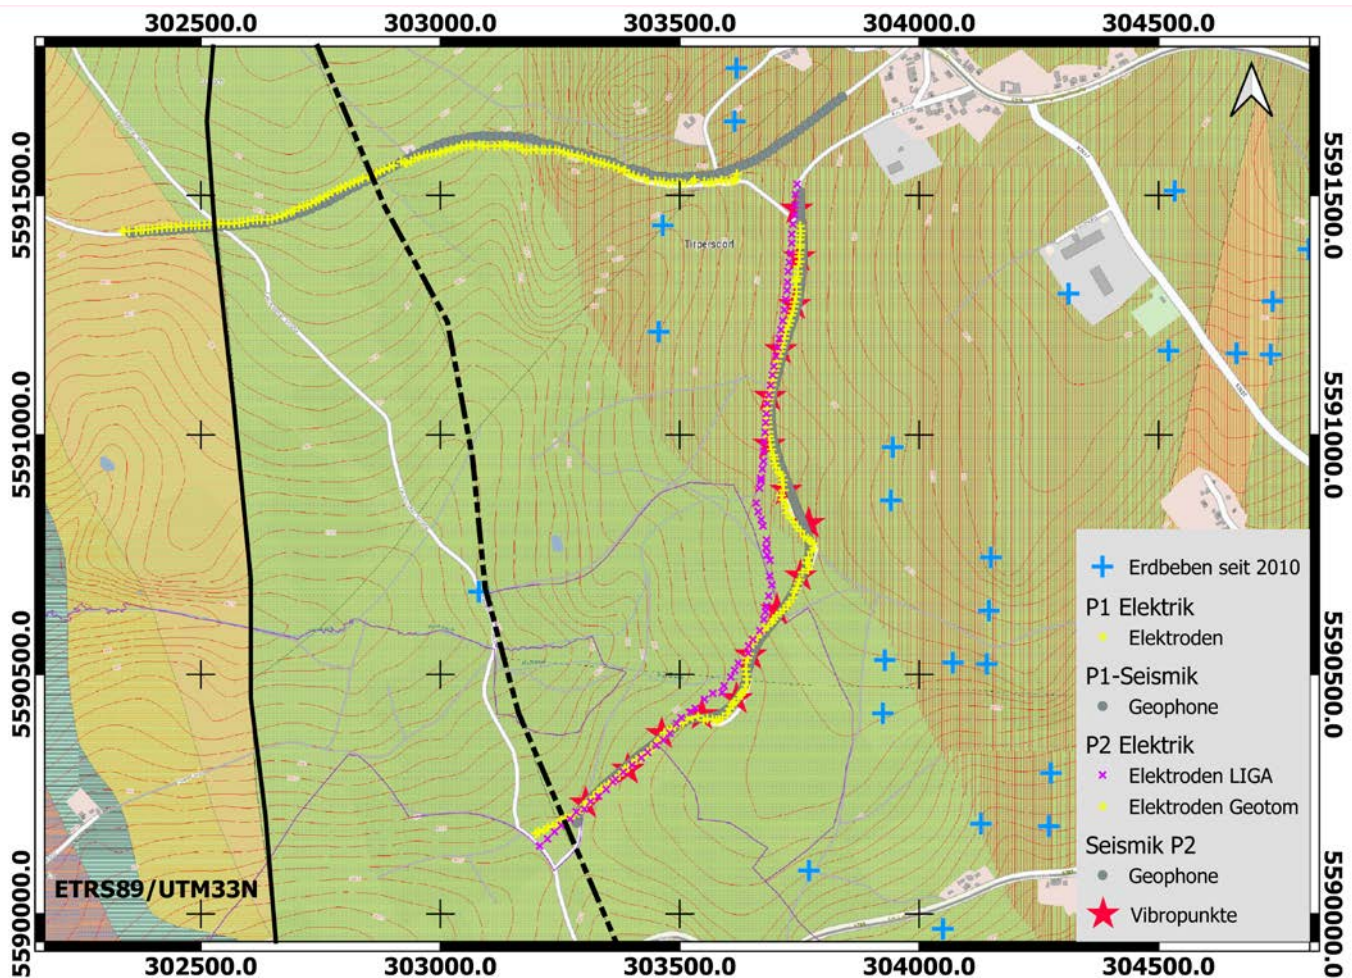 302500.0 303000.0 303500.0 304000.0 304500.0
5591500.0
5591000.0
5590500.0
5590000.0
5591500.0
5591000.0
5590500.0
5590000.0
Tirpersdorf
Erdbeben seit 2010
P1 Elektrik
Elektroden
P1-Seismik
Geophone
P2 Elektrik
Elektroden LIGA
Elektroden Geotom
Seismik P2
Geophone
Vibropunkte
ETRS89/UTM33N
302500.0 303000.0 303500.0 304000.0 304500.0